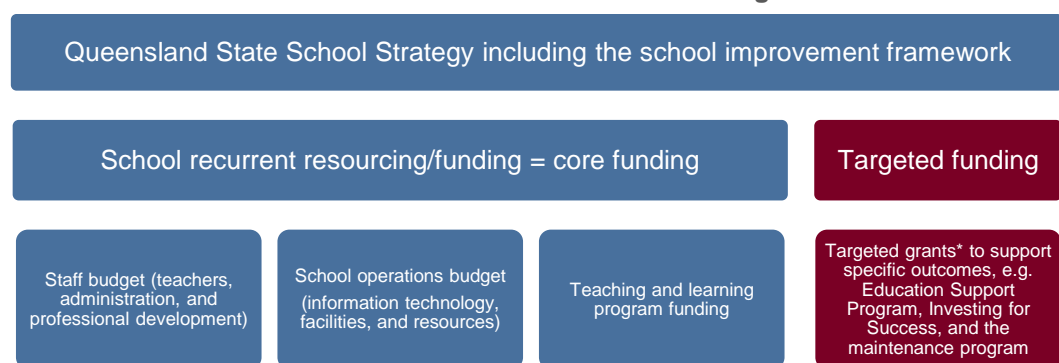 Queensland State School Strategy including the school improvement framework
School recurrent resourcing/funding = core funding
Targeted funding
Staff budget (teachers,
administration, and
professional development)
School operations budget
(information technology,
facilities, and resources)
Teaching and learning
program funding
Targeted grants* to support
specific outcomes, e.g.
Education Support
Program, Investing for
Success, and the
maintenance program